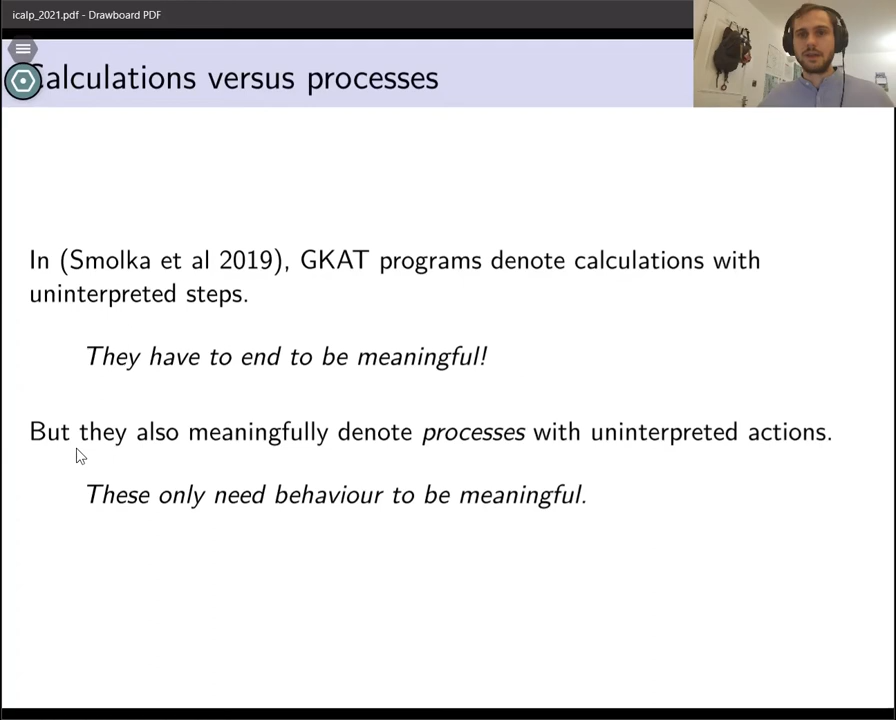 icalp_2021.pdf - Drawboard PDF
Calculations versus processes
In (Smolka et al 2019), GKAT programs denote calculations with
uninterpreted steps.
They have to end to be meaningful!
But they also meaningfully denote processes with uninterpreted actions.
These only need behaviour to be meaningful.